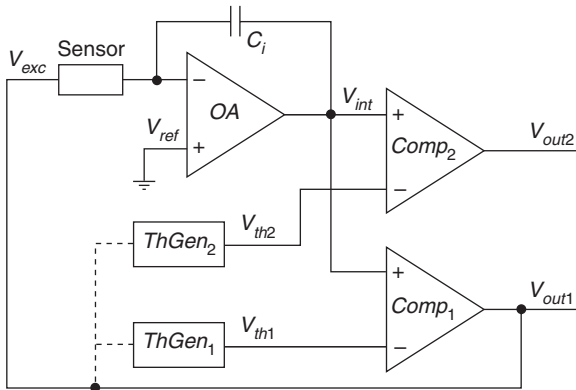 Sensor
V_exc
C_i
−
OA
V_ref
+
V_int
+
Comp_2
−
V_out2
ThGen_2
V_th2
+
Comp_1
−
V_out1
ThGen_1
V_th1